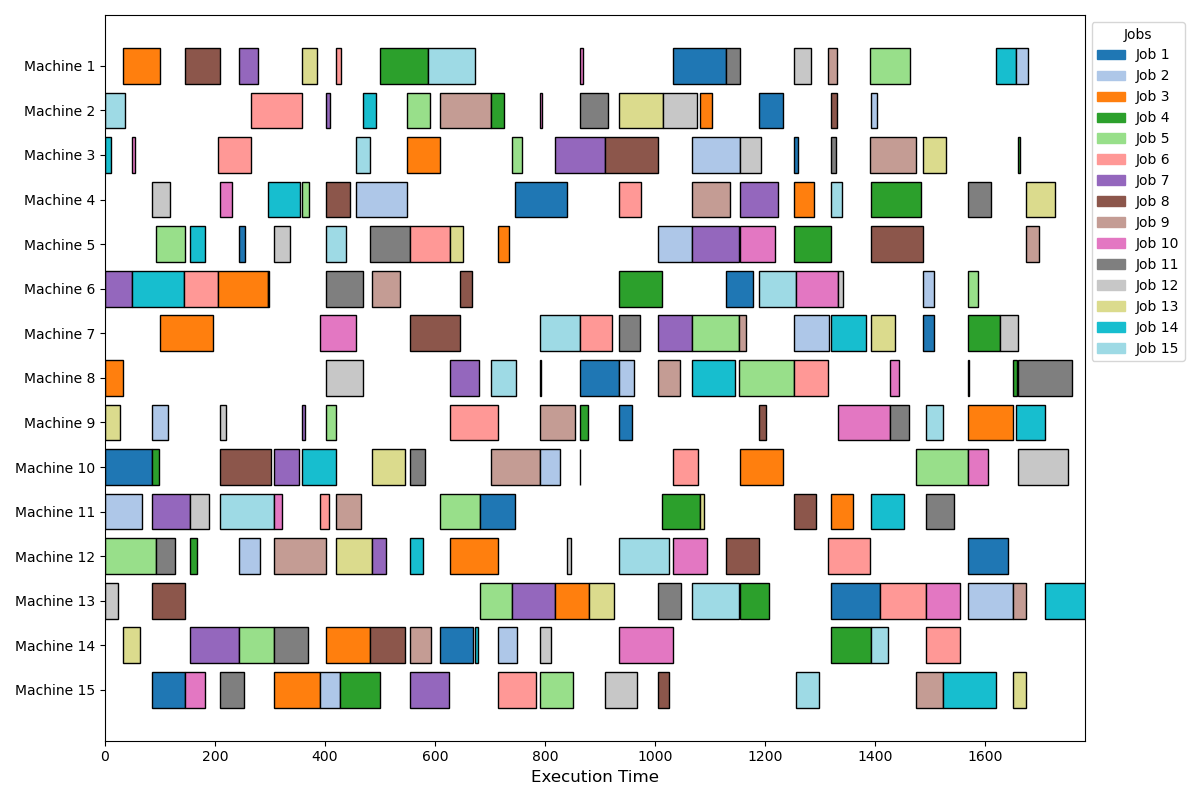 Machine 1
Machine 2
Machine 3
Machine 4
Machine 5
Machine 6
Machine 7
Machine 8
Machine 9
Machine 10
Machine 11
Machine 12
Machine 13
Machine 14
Machine 15
0 200 400 600 800 1000 1200 1400 1600
Execution Time
Jobs
Job 1
Job 2
Job 3
Job 4
Job 5
Job 6
Job 7
Job 8
Job 9
Job 10
Job 11
Job 12
Job 13
Job 14
Job 15